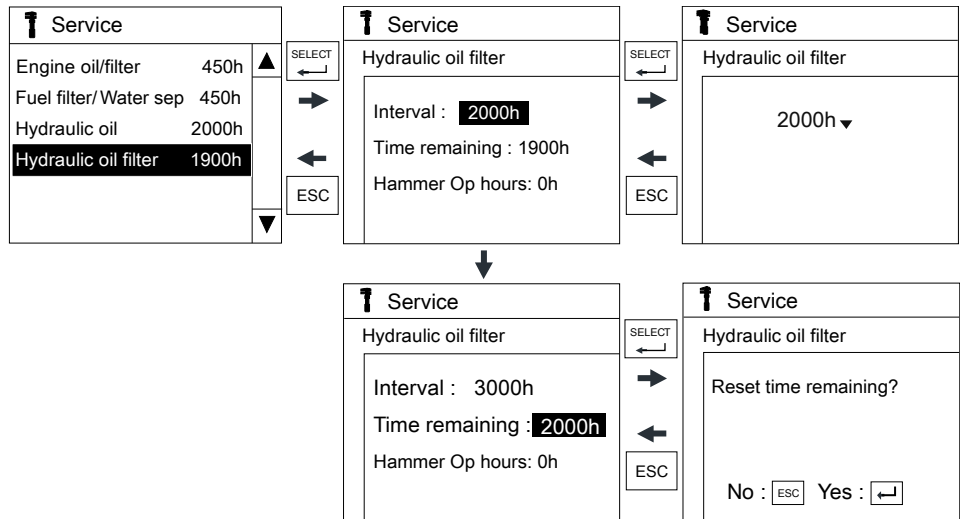 Service
Engine oil/filter 450h
Fuel filter/Water sep 450h
Hydraulic oil 2000h
Hydraulic oil filter 1900h
SELECT
ESC
Service
Hydraulic oil filter
Interval : 2000h
Time remaining : 1900h
Hammer Op hours: 0h
SELECT
ESC
Service
Hydraulic oil filter
2000h
Service
Hydraulic oil filter
Interval : 3000h
Time remaining : 2000h
Hammer Op hours: 0h
SELECT
ESC
Service
Hydraulic oil filter
Reset time remaining?
No : ESC Yes :